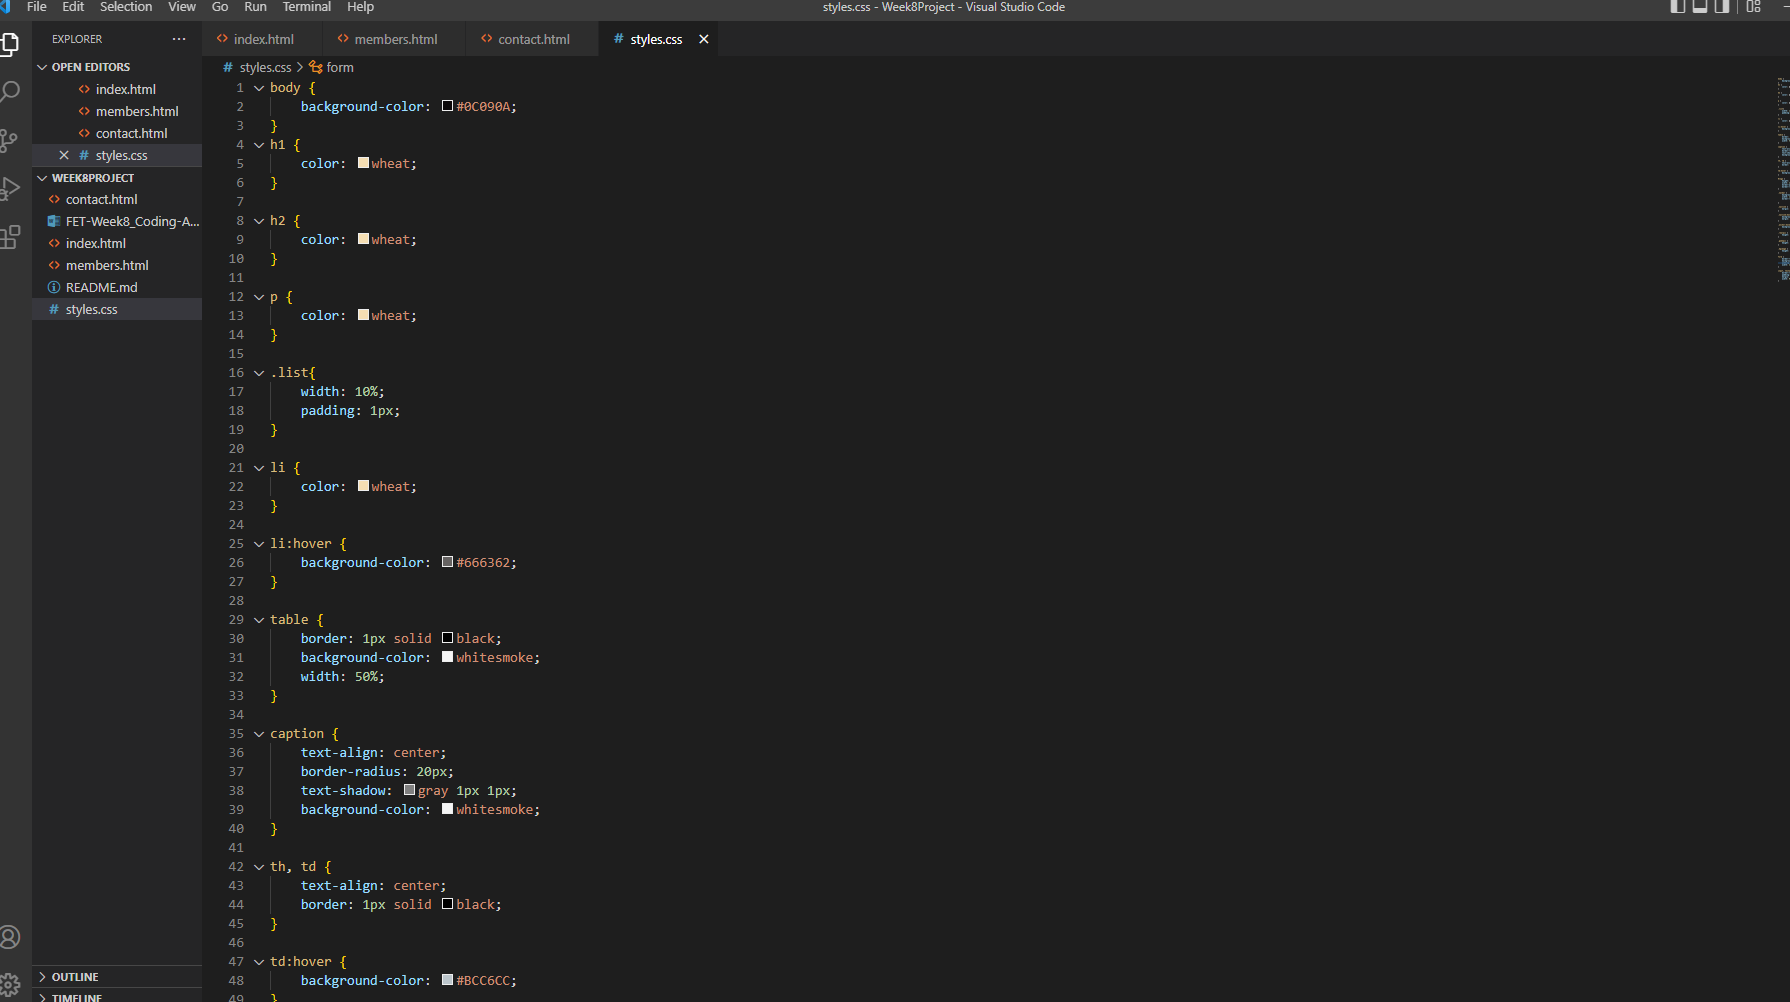 File Edit Selection View Go Run Terminal Help
styles.css - Week8Project - Visual Studio Code
EXPLORER ...
OPEN EDITORS
index.html
members.html
contact.html
styles.css
WEEK8PROJECT
contact.html
FET-Week8_Coding-A...
index.html
members.html
README.md
styles.css
OUTLINE
TIMELINE
index.html members.html contact.html styles.css
styles.css > form
1 body {
2 background-color: #0C090A;
3 }
4 h1 {
5 color: wheat;
6 }
7
8 h2 {
9 color: wheat;
10 }
11
12 p {
13 color: wheat;
14 }
15
16 .list{
17 width: 10%;
18 padding: 1px;
19 }
20
21 li {
22 color: wheat;
23 }
24
25 li:hover {
26 background-color: #666362;
27 }
28
29 table {
30 border: 1px solid black;
31 background-color: whitesmoke;
32 width: 50%;
33 }
34
35 caption {
36 text-align: center;
37 border-radius: 20px;
38 text-shadow: gray 1px 1px;
39 background-color: whitesmoke;
40 }
41
42 th, td {
43 text-align: center;
44 border: 1px solid black;
45 }
46
47 td:hover {
48 background-color: #BCC6CC;
49 }